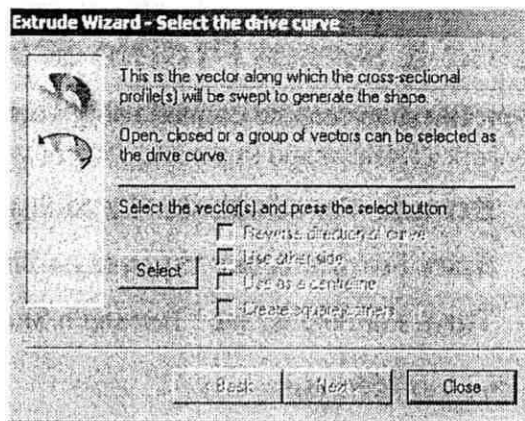 Extrude Wizard - Select the drive curve
This is the vector along which the cross-sectional
profile(s) will be swept to generate the shape.
Open, closed or a group of vectors can be selected as
the drive curve.
Select the vector(s) and press the select button
Reverse direction of curve
Use other side
Select
Use as a centreline
Create square corners
Back
Next
Close